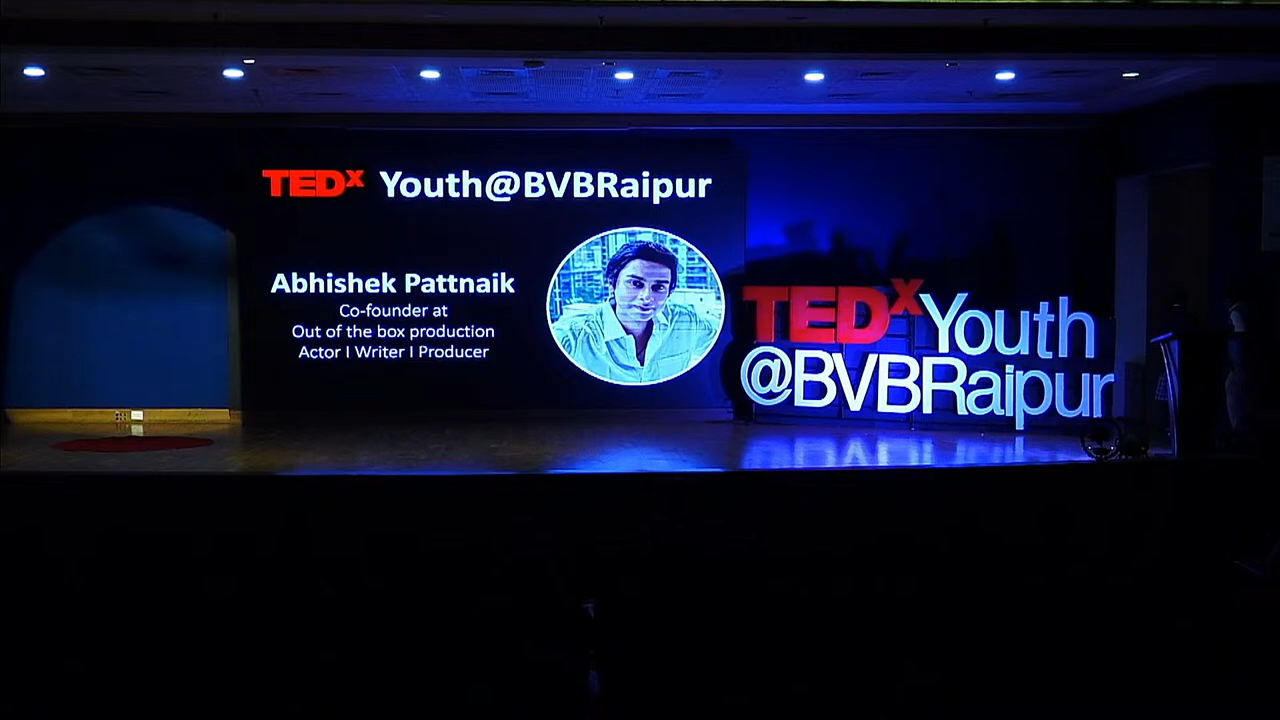 TEDx Youth@BVBRaipur
Abhishek Pattnaik
Co-founder at
Out of the box production
Actor I Writer I Producer
TEDx Youth
@BVBRaipur